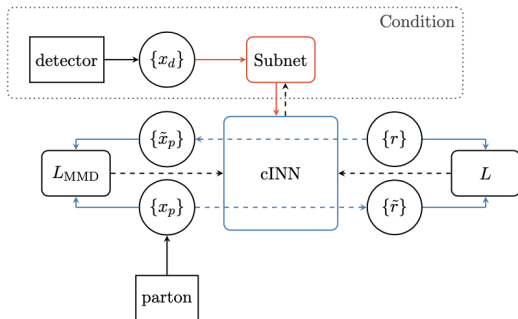 Condition
detector
{x_d}
Subnet
{x̃_p}
{r}
L_MMD
cINN
L
{x_p}
{r̃}
parton